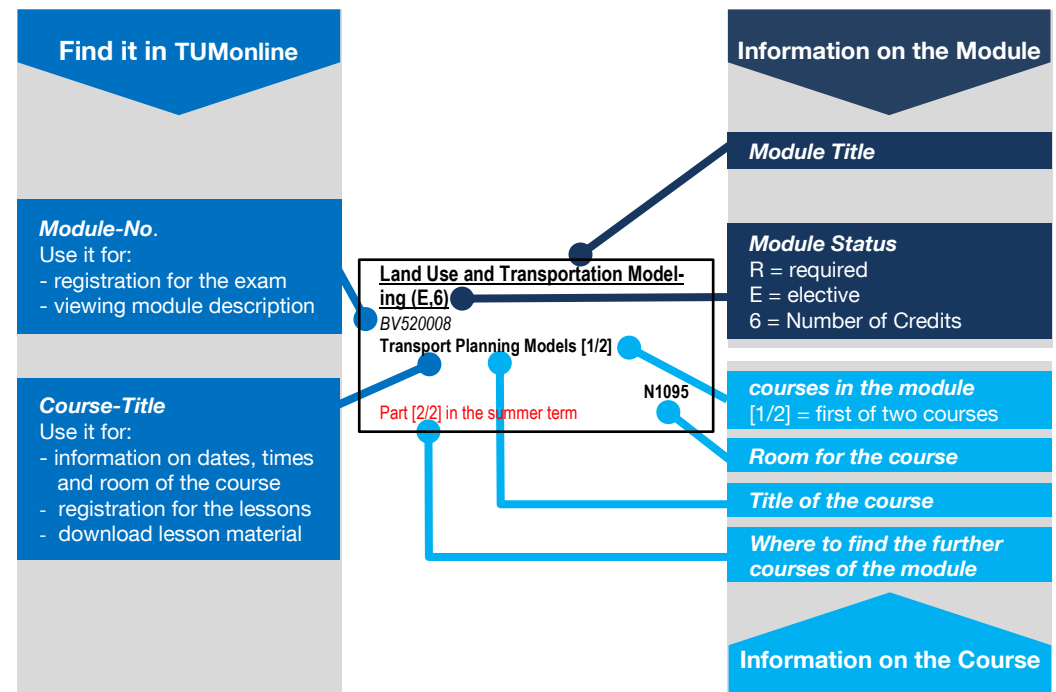 Find it in TUMonline
Module-No.
Use it for:
- registration for the exam
- viewing module description
Course-Title
Use it for:
- information on dates, times
and room of the course
- registration for the lessons
- download lesson material
Land Use and Transportation Model-
ing (E,6)
BV520008
Transport Planning Models [1/2]
N1095
Part [2/2] in the summer term
Information on the Module
Module Title
Module Status
R = required
E = elective
6 = Number of Credits
courses in the module
[1/2] = first of two courses
Room for the course
Title of the course
Where to find the further
courses of the module
Information on the Course